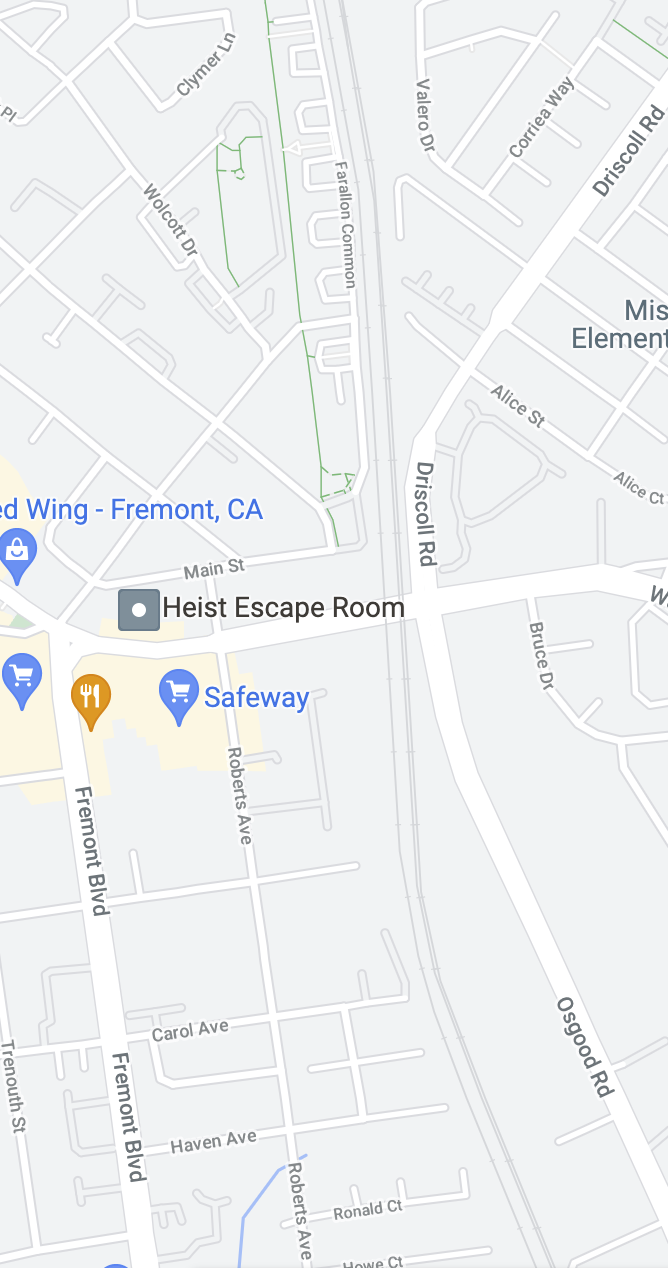 Clymer Ln
Pl
Valero Dr
Corriea Way
Driscoll Rd
Wolcott Dr
Farallon Common
Mis
Element
Alice St
Alice Ct
Driscoll Rd
ed Wing - Fremont, CA
Main St
Heist Escape Room
W
Bruce Dr
Safeway
Roberts Ave
Fremont Blvd
Osgood Rd
Carol Ave
Trenouth St
Fremont Blvd
Haven Ave
Roberts Ave
Ronald Ct
Howe Ct